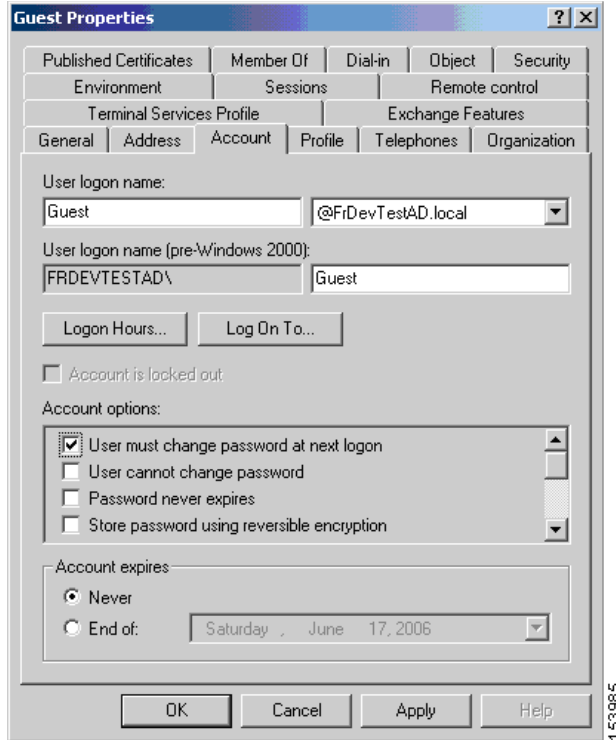 Guest Properties
Published Certificates Member Of Dial-in Object Security
Environment Sessions Remote control
Terminal Services Profile Exchange Features
General Address Account Profile Telephones Organization
User logon name:
Guest @FrDevTestAD.local
User logon name (pre-Windows 2000):
FRDEVTESTAD\ Guest
Logon Hours... Log On To...
Account is locked out
Account options:
User must change password at next logon
User cannot change password
Password never expires
Store password using reversible encryption
Account expires
Never
End of: Saturday , June 17, 2006
OK Cancel Apply Help
153985